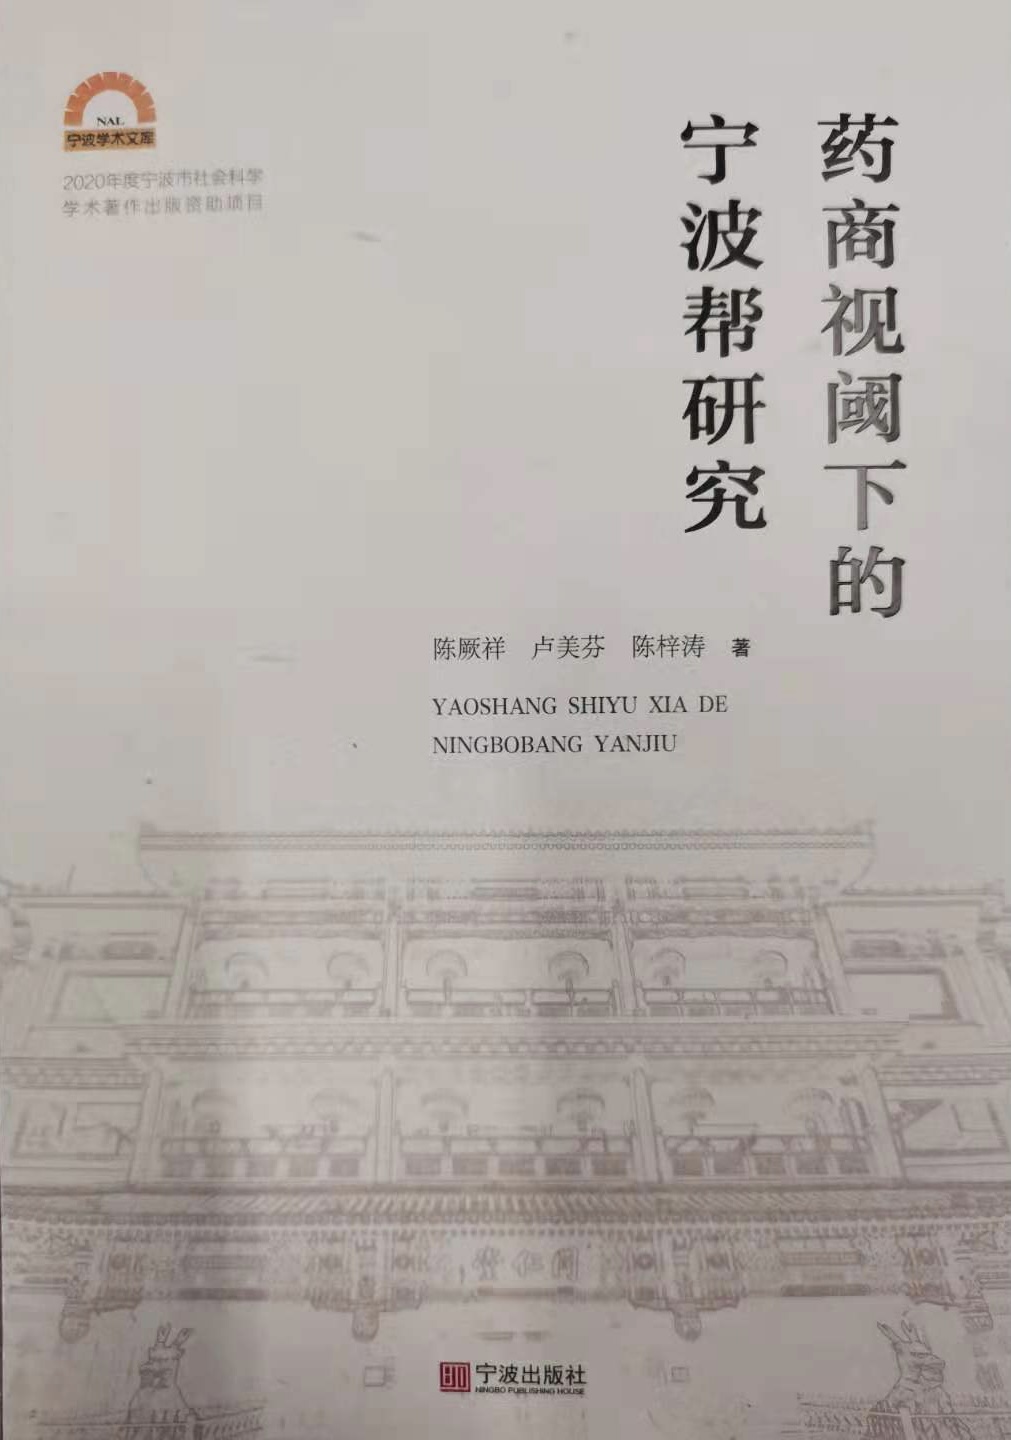 NAL
宁波学术文库
2020年度宁波市社会科学
学术著作出版资助项目
药商视阈下的
宁波帮研究
陈厥祥 卢美芬 陈梓涛 著
YAOSHANG SHIYU XIA DE
NINGBOBANG YANJIU
堂仁同
宁波出版社
NINGBO PUBLISHING HOUSE